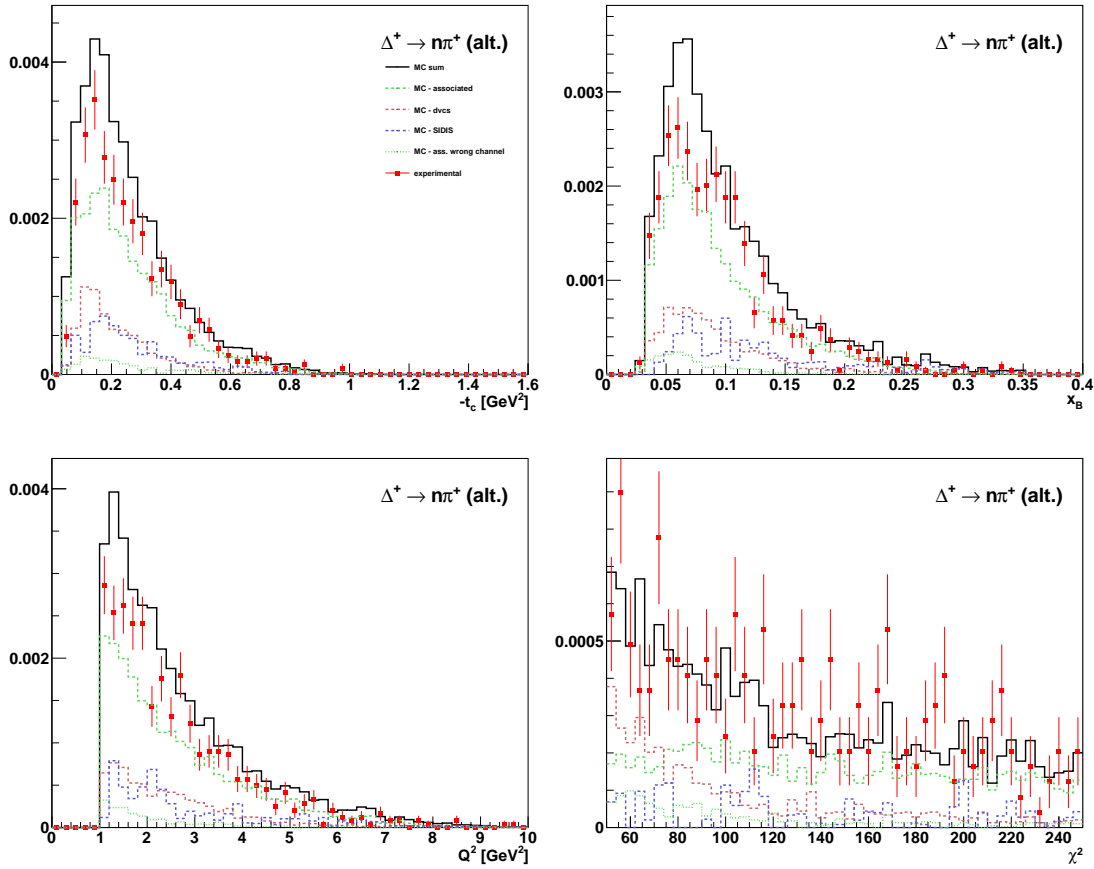 Δ⁺ → nπ⁺ (alt.)
MC sum
MC - associated
MC - dvcs
MC - SIDIS
MC - ass. wrong channel
experimental
0.004
0.002
0
0 0.2 0.4 0.6 0.8 1 1.2 1.4 1.6
-t_c [GeV²]
Δ⁺ → nπ⁺ (alt.)
0.003
0.002
0.001
0
0 0.05 0.1 0.15 0.2 0.25 0.3 0.35 0.4
x_B
Δ⁺ → nπ⁺ (alt.)
0.004
0.002
0
0 1 2 3 4 5 6 7 8 9 10
Q² [GeV²]
Δ⁺ → nπ⁺ (alt.)
0.0005
0
60 80 100 120 140 160 180 200 220 240
χ²